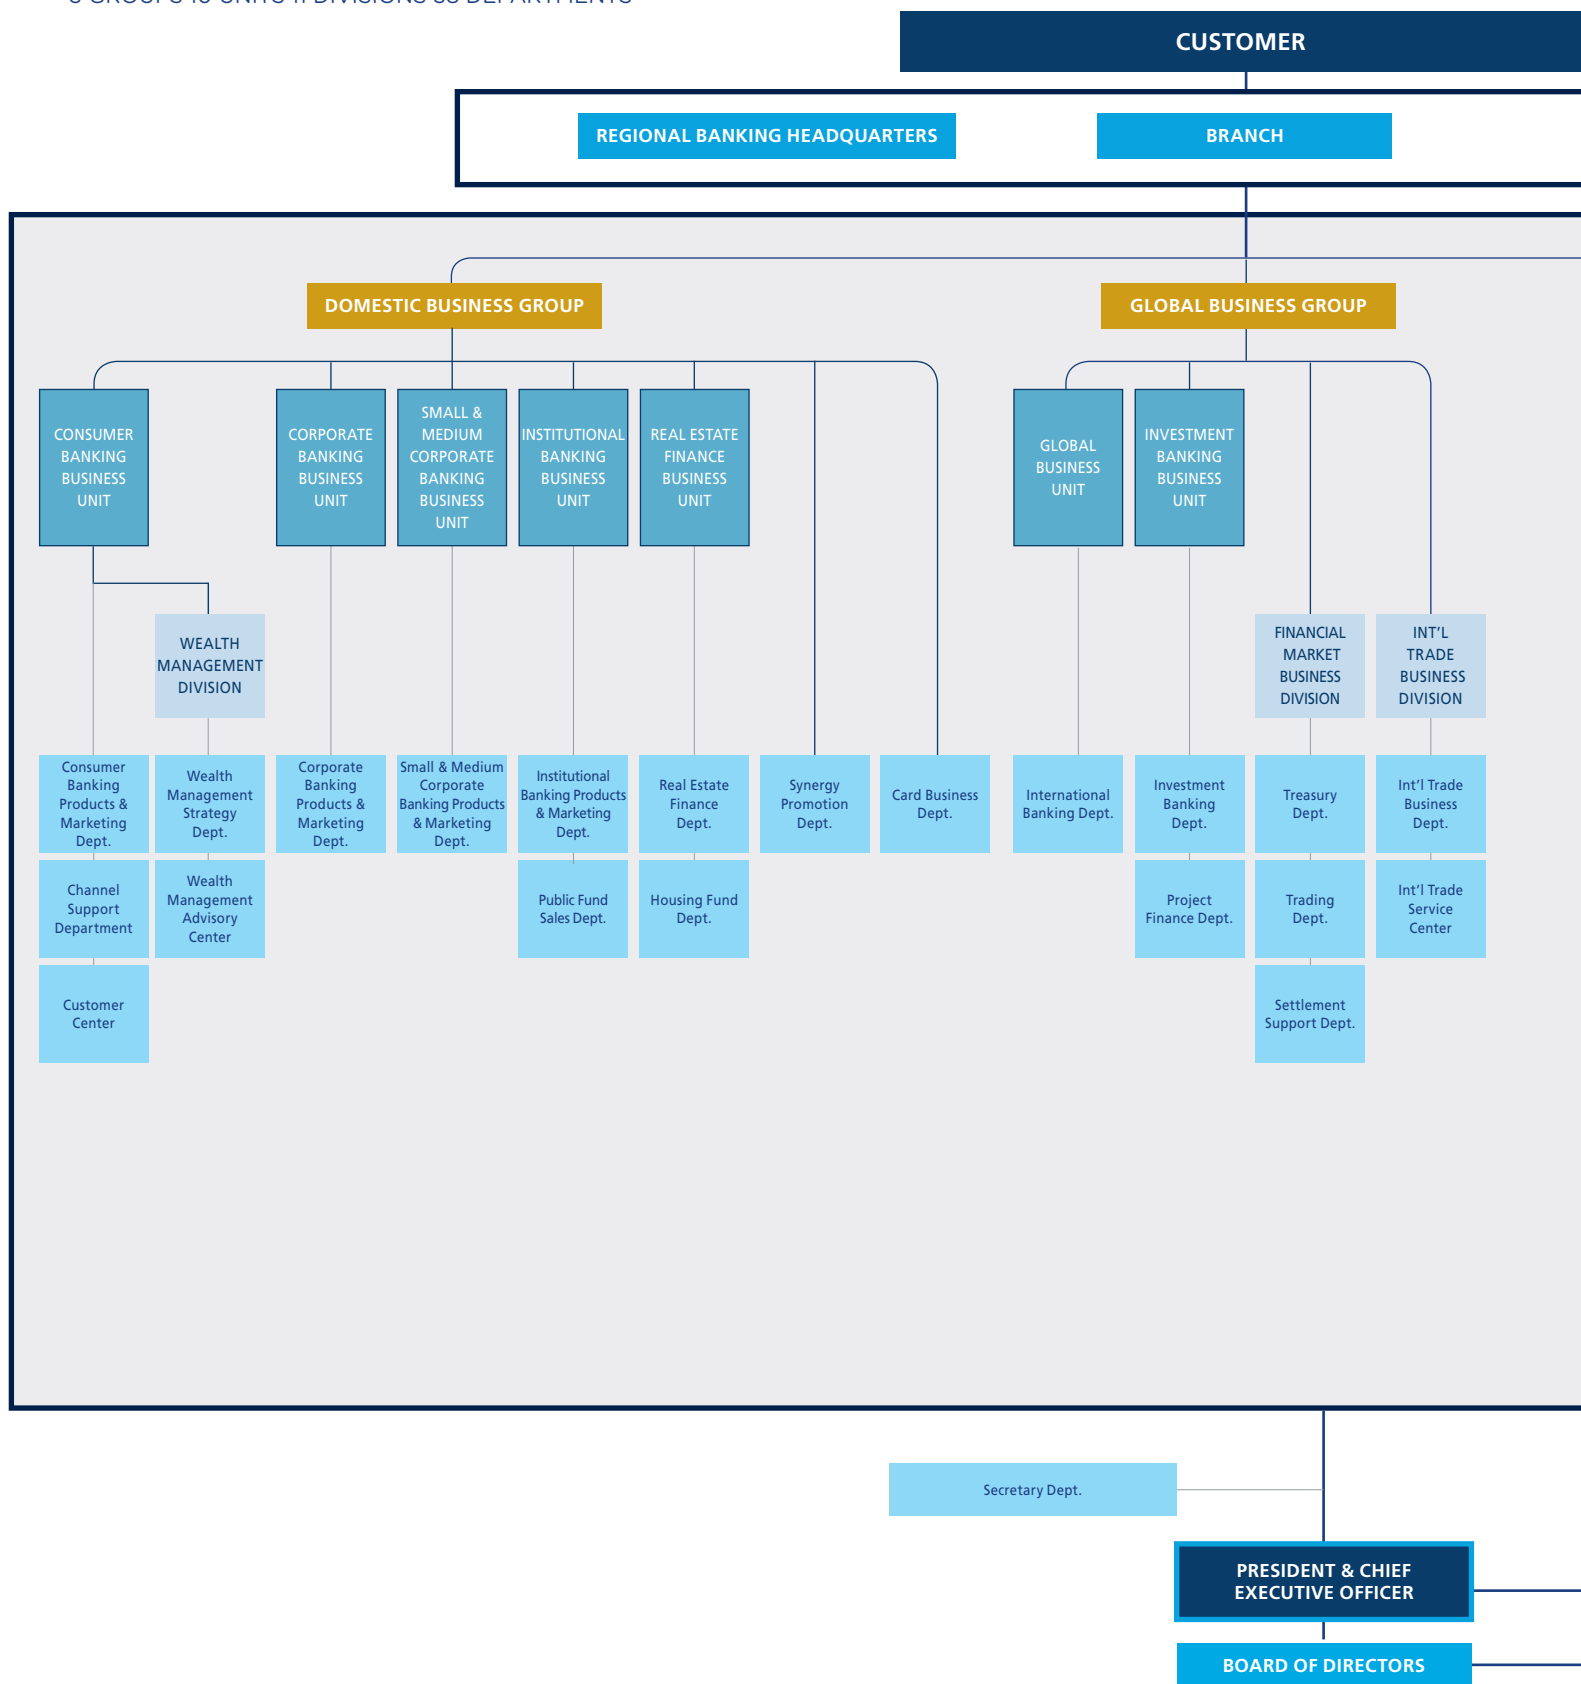 CUSTOMER
REGIONAL BANKING HEADQUARTERS
BRANCH
DOMESTIC BUSINESS GROUP
GLOBAL BUSINESS GROUP
CONSUMER
BANKING
BUSINESS
UNIT
CORPORATE
BANKING
BUSINESS
UNIT
SMALL &
MEDIUM
CORPORATE
BANKING
BUSINESS
UNIT
INSTITUTIONAL
BANKING
BUSINESS
UNIT
REAL ESTATE
FINANCE
BUSINESS
UNIT
GLOBAL
BUSINESS
UNIT
INVESTMENT
BANKING
BUSINESS
UNIT
WEALTH
MANAGEMENT
DIVISION
FINANCIAL
MARKET
BUSINESS
DIVISION
INT'L
TRADE
BUSINESS
DIVISION
Consumer
Banking
Products &
Marketing
Dept.
Wealth
Management
Strategy
Dept.
Corporate
Banking
Products &
Marketing
Dept.
Small & Medium
Corporate
Banking Products
& Marketing
Dept.
Institutional
Banking Products
& Marketing
Dept.
Real Estate
Finance
Dept.
Synergy
Promotion
Dept.
Card Business
Dept.
International
Banking Dept.
Investment
Banking
Dept.
Treasury
Dept.
Int'l Trade
Business
Dept.
Channel
Support
Department
Wealth
Management
Advisory
Center
Public Fund
Sales Dept.
Housing Fund
Dept.
Project
Finance Dept.
Trading
Dept.
Int'l Trade
Service
Center
Customer
Center
Settlement
Support Dept.
Secretary Dept.
PRESIDENT & CHIEF
EXECUTIVE OFFICER
BOARD OF DIRECTORS